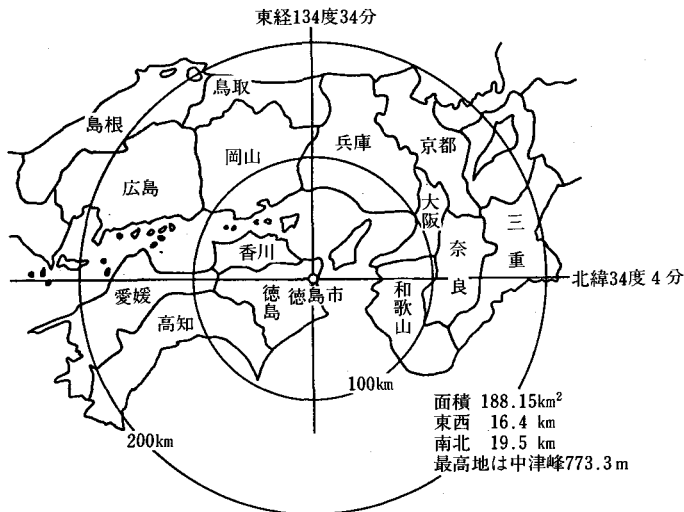 東経134度34分
鳥取
島根
兵庫
京都
岡山
広島
大阪
三重
奈良
香川
北緯34度4分
徳島
徳島市
愛媛
和歌山
高知
100km
200km
面積 188.15km²
東西 16.4 km
南北 19.5 km
最高地は中津峰773.3m